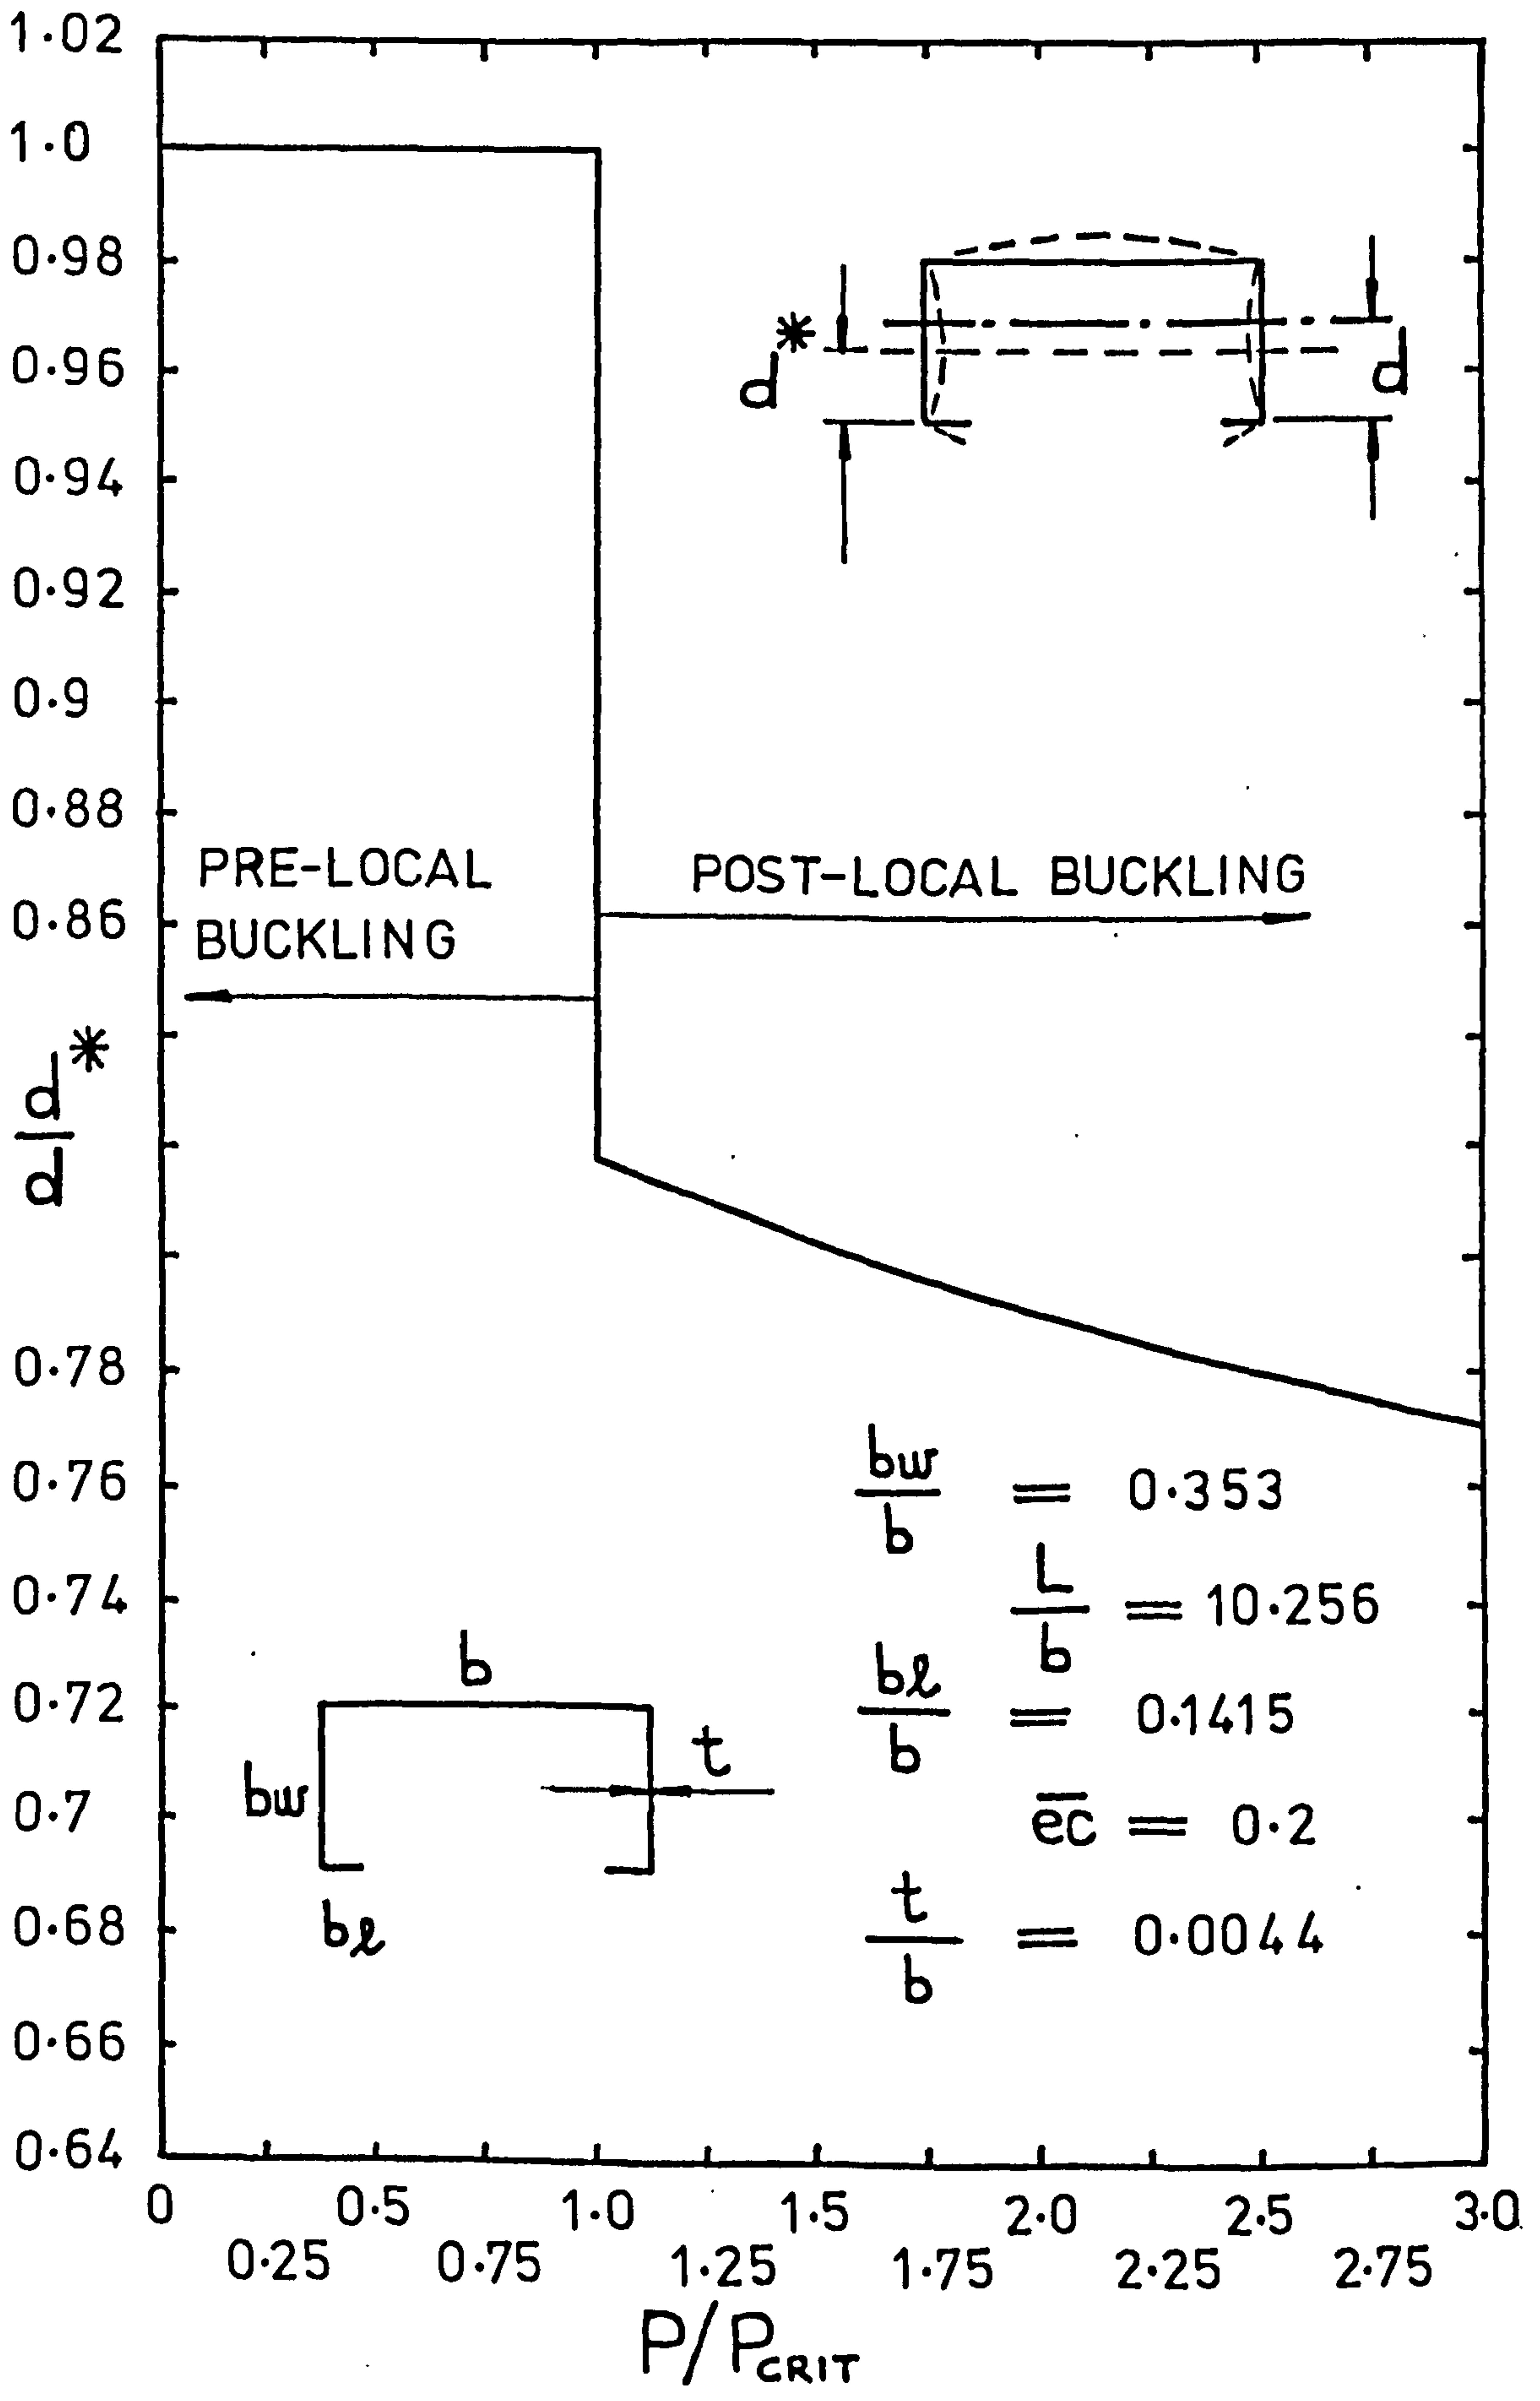 1.02
1.0
0.98
0.96
0.94
0.92
0.9
0.88
0.86
d*
d
0.78
0.76
0.74
0.72
0.7
0.68
0.66
0.64
d*
d
PRE-LOCAL
BUCKLING
POST-LOCAL BUCKLING
bw
b
= 0.353
L
b
= 10.256
bℓ
b
= 0.1415
e̅c̅ = 0.2
t
b
= 0.0044
b
bw
t
bℓ
0 0.5 1.0 1.5 2.0 2.5 3.0
0.25 0.75 1.25 1.75 2.25 2.75
P/PCRIT